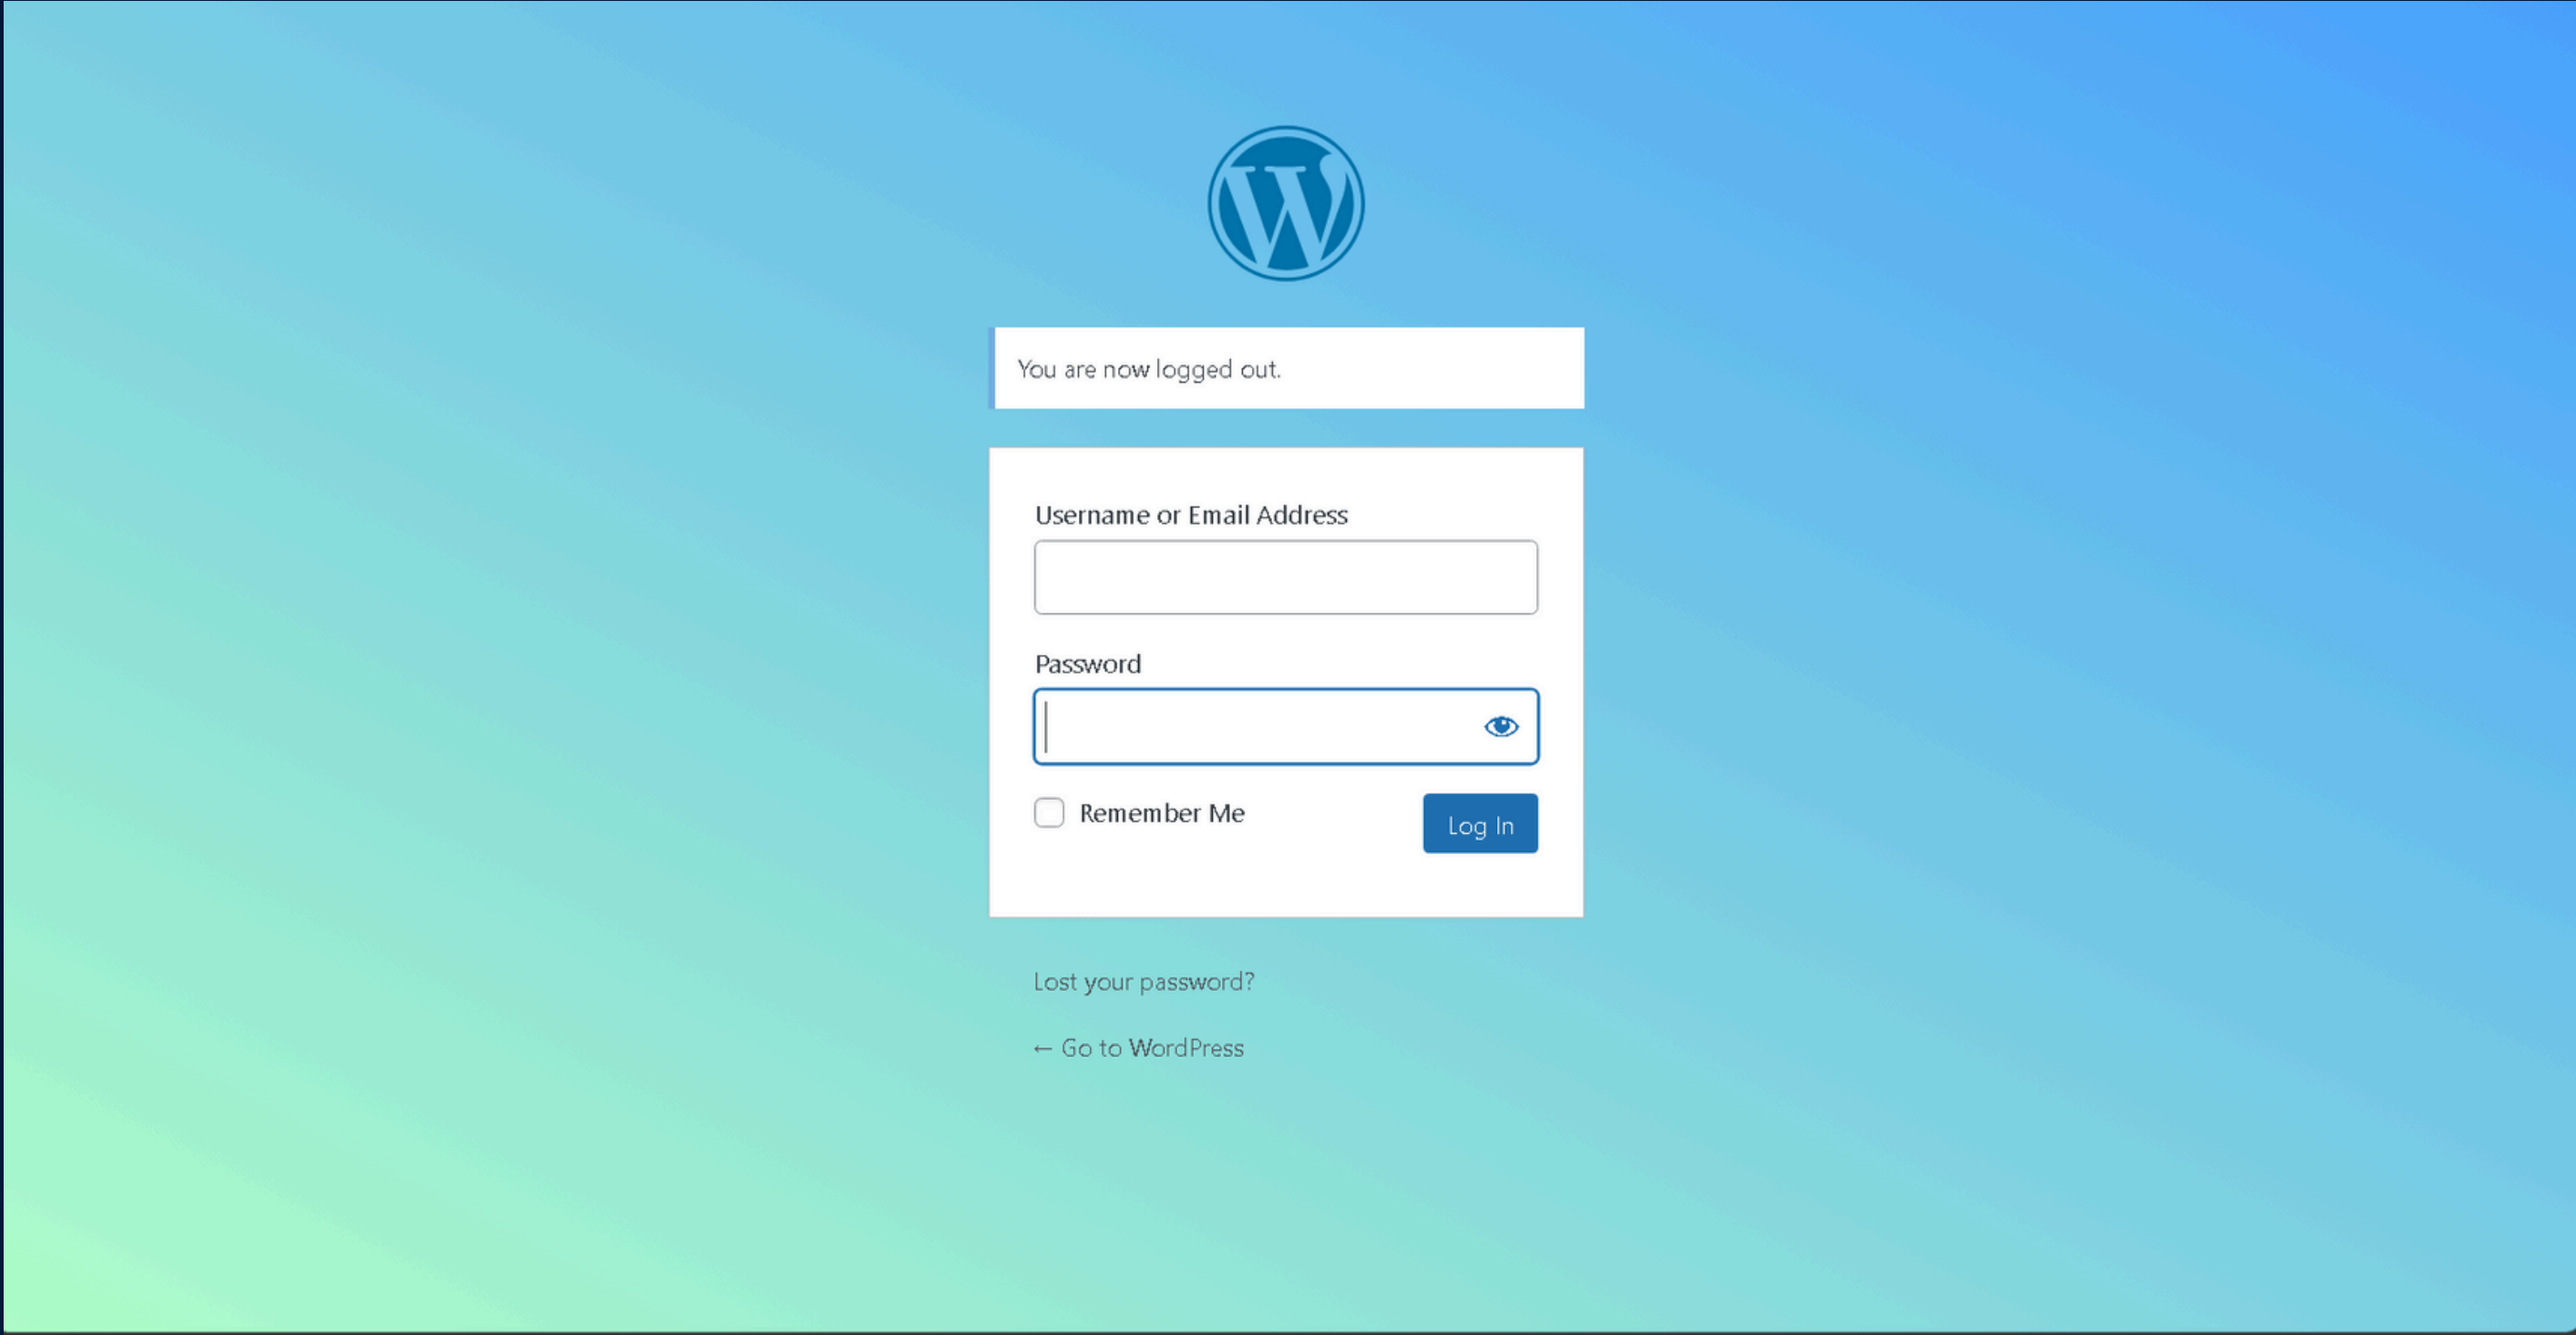 You are now logged out.
Username or Email Address
Password
Remember Me
Log In
Lost your password?
← Go to WordPress